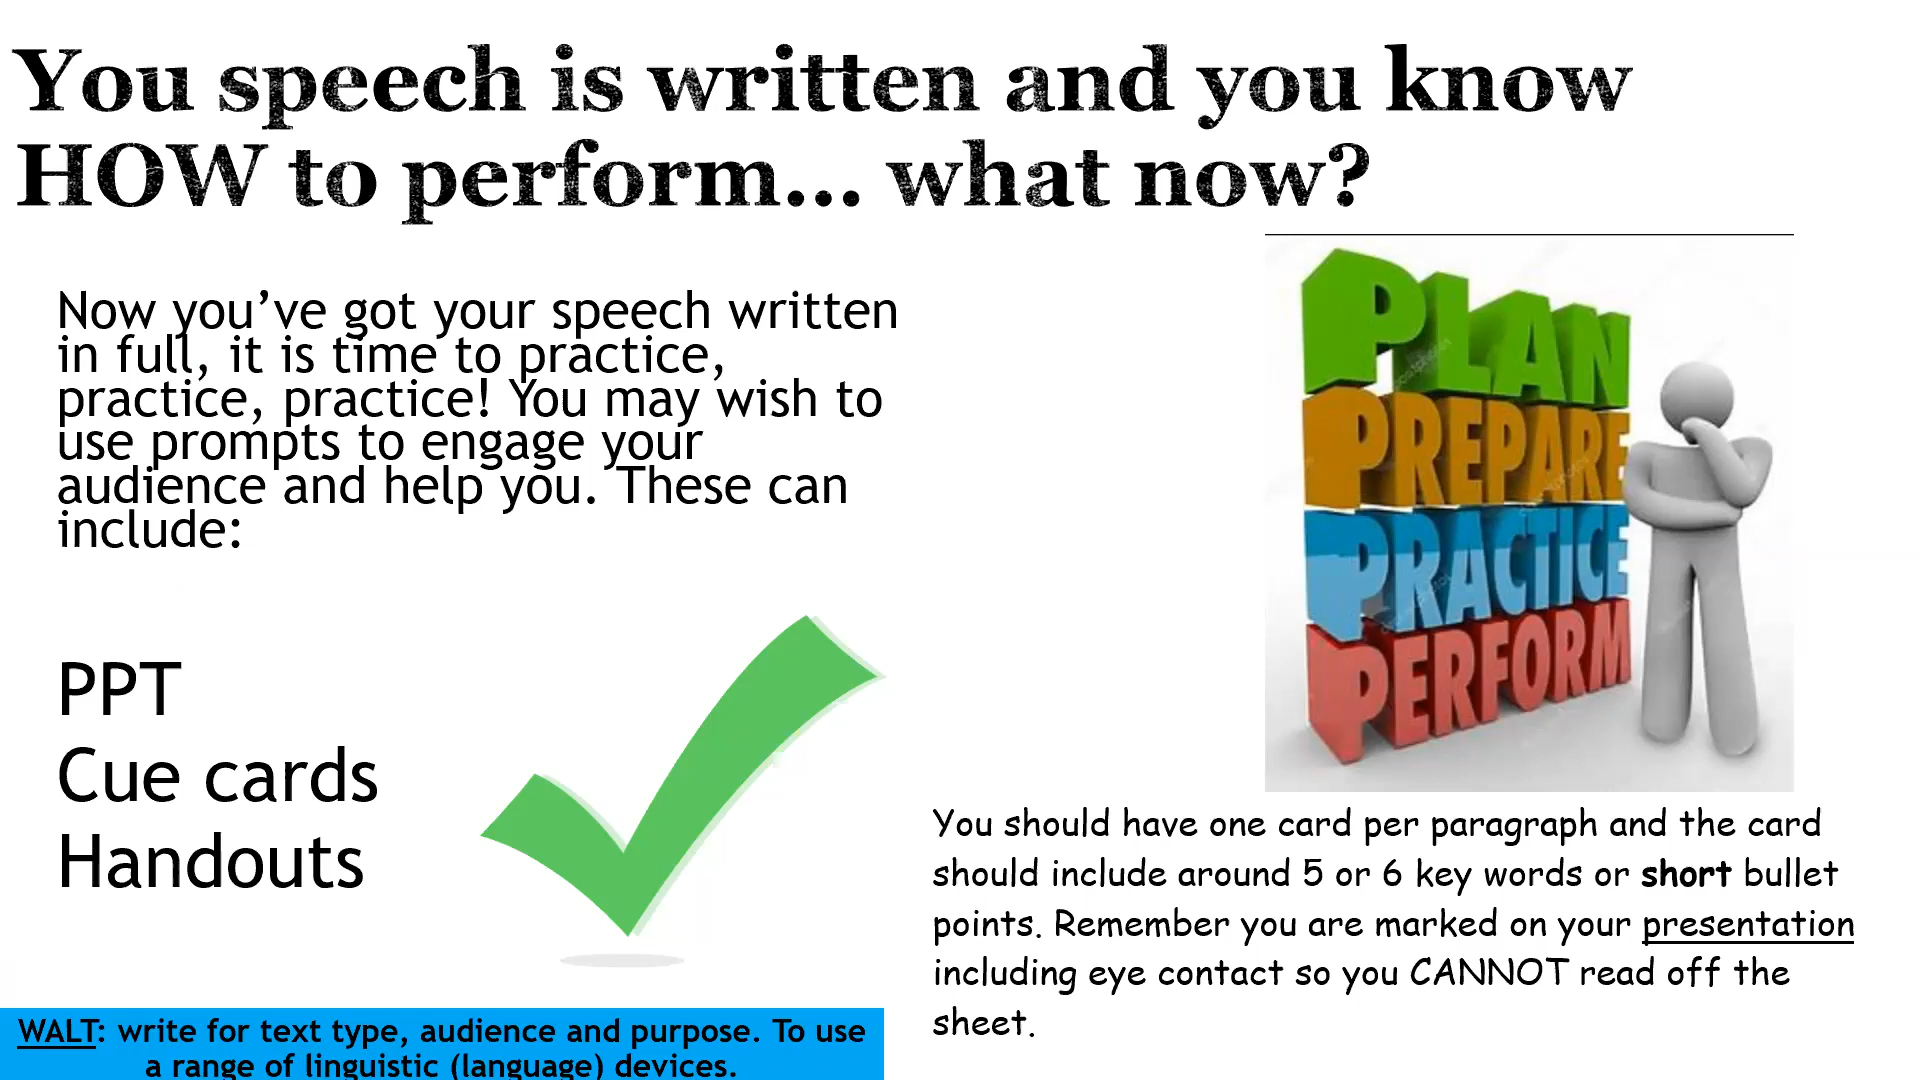 You speech is written and you know
HOW to perform... what now?
Now you’ve got your speech written
in full, it is time to practice,
practice, practice! You may wish to
use prompts to engage your
audience and help you. These can
include:
PPT
Cue cards
Handouts
PLAN
PREPARE
PRACTICE
PERFORM
You should have one card per paragraph and the card
should include around 5 or 6 key words or short bullet
points. Remember you are marked on your presentation
including eye contact so you CANNOT read off the
sheet.
WALT: write for text type, audience and purpose. To use
a range of linguistic (language) devices.